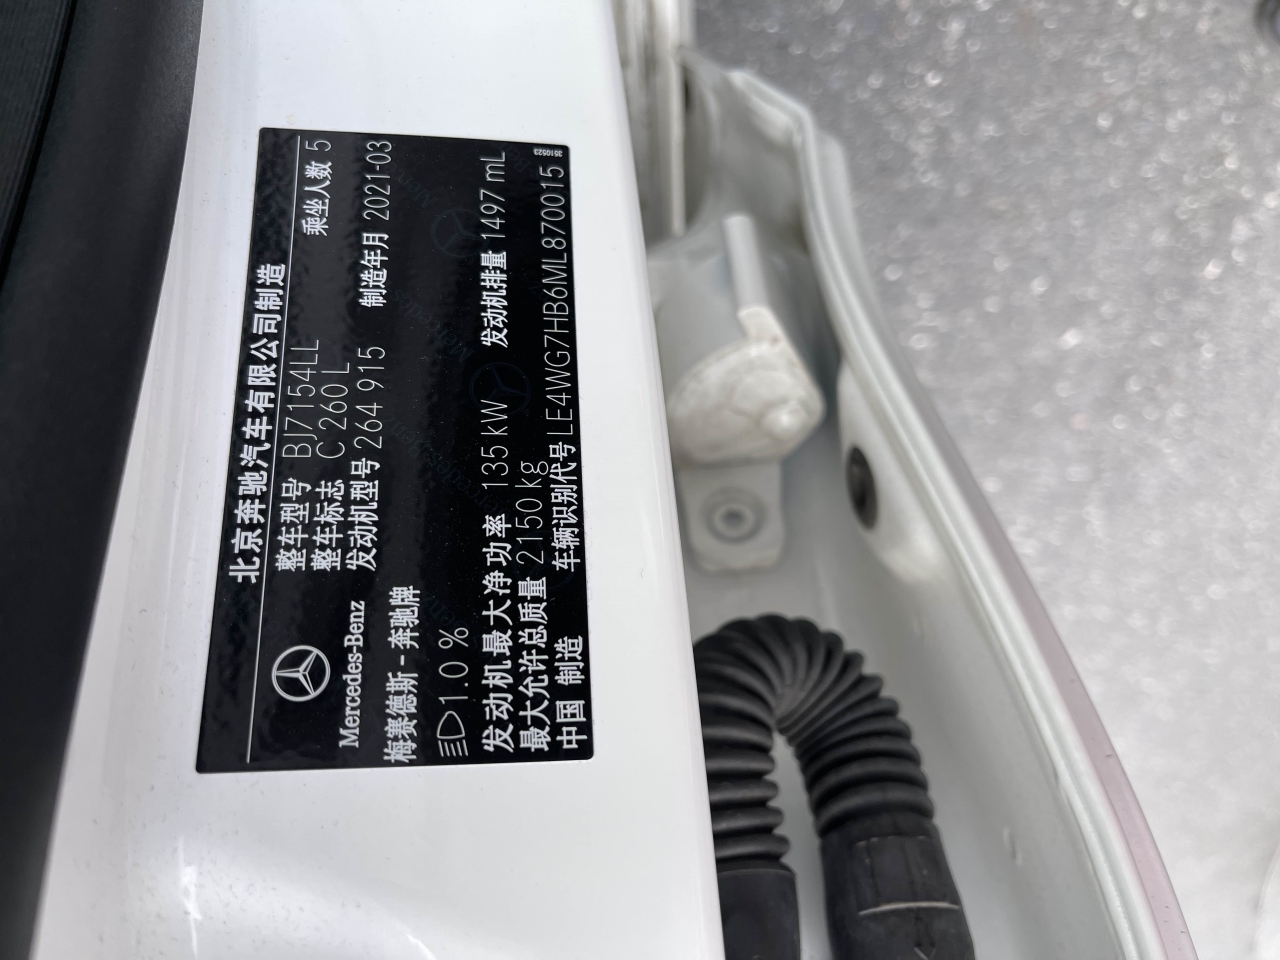 北京奔驰汽车有限公司制造
整车型号 BJ7154LL 乘坐人数 5
整车标志 C 260 L
发动机型号 264 915 制造年月 2021-03
Mercedes-Benz
梅赛德斯-奔驰牌
1.0 %
发动机最大净功率 135 kW 发动机排量 1497 mL
最大允许总质量 2150 kg
中国 制造 车辆识别代号 LE4WG7HB6ML870015
3510523